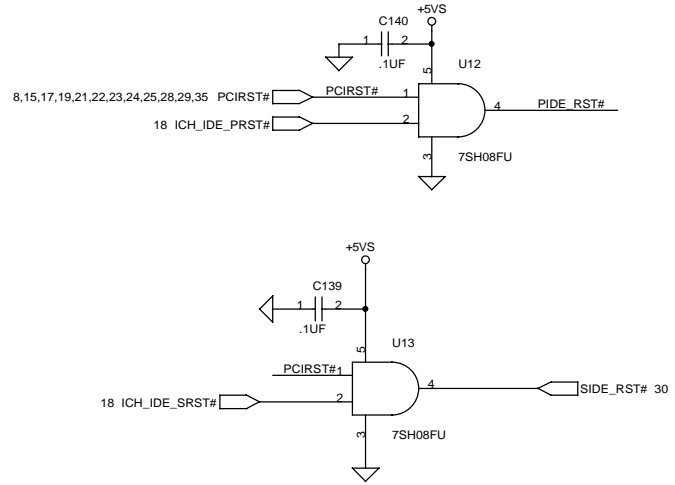 +5VS
C140
1 2
.1UF
U12
5
8,15,17,19,21,22,23,24,25,28,29,35 PCIRST# PCIRST# 1
4 PIDE_RST#
18 ICH_IDE_PRST# 2
3
7SH08FU
+5VS
C139
1 2
.1UF
U13
5
PCIRST# 1
4 SIDE_RST# 30
18 ICH_IDE_SRST# 2
3
7SH08FU